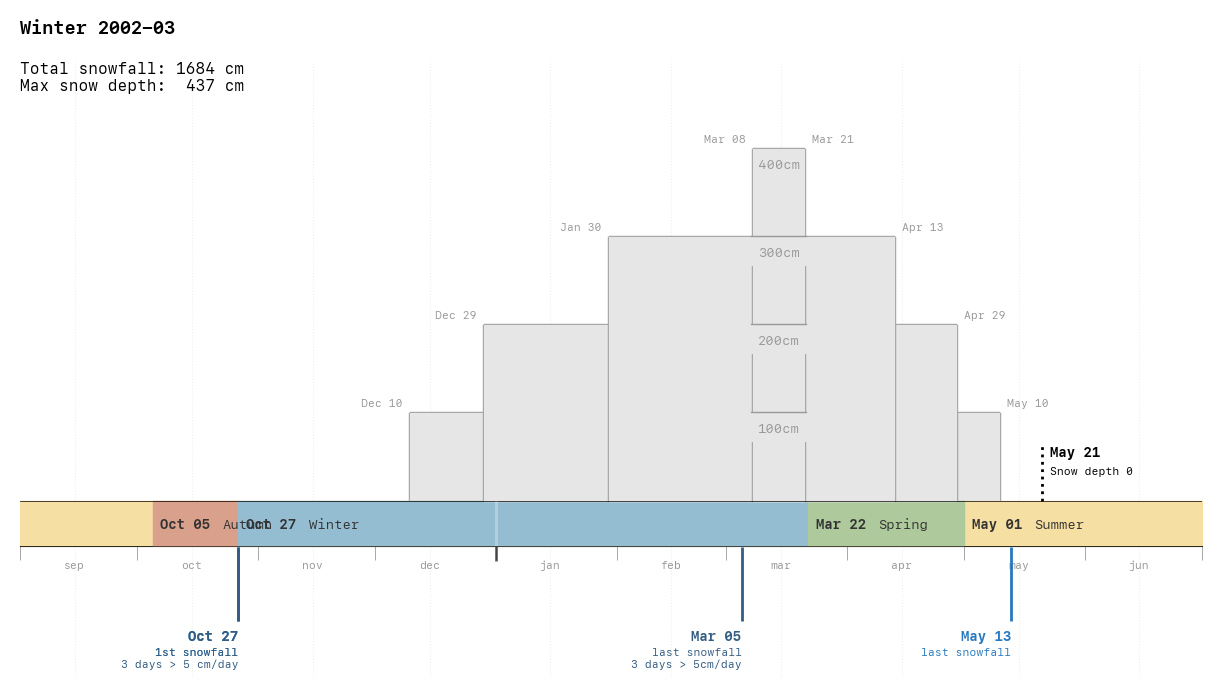 Winter 2002–03
Total snowfall: 1684 cm
Max snow depth:  437 cm
Mar 08
Mar 21
400cm
Jan 30
Apr 13
300cm
Dec 29
Apr 29
200cm
Dec 10
May 10
100cm
May 21
Snow depth 0
Oct 05 Autumn
Oct 27 Winter
Mar 22 Spring
May 01 Summer
sep
oct
nov
dec
jan
feb
mar
apr
may
jun
Oct 27
1st snowfall
3 days > 5 cm/day
Mar 05
last snowfall
3 days > 5cm/day
May 13
last snowfall